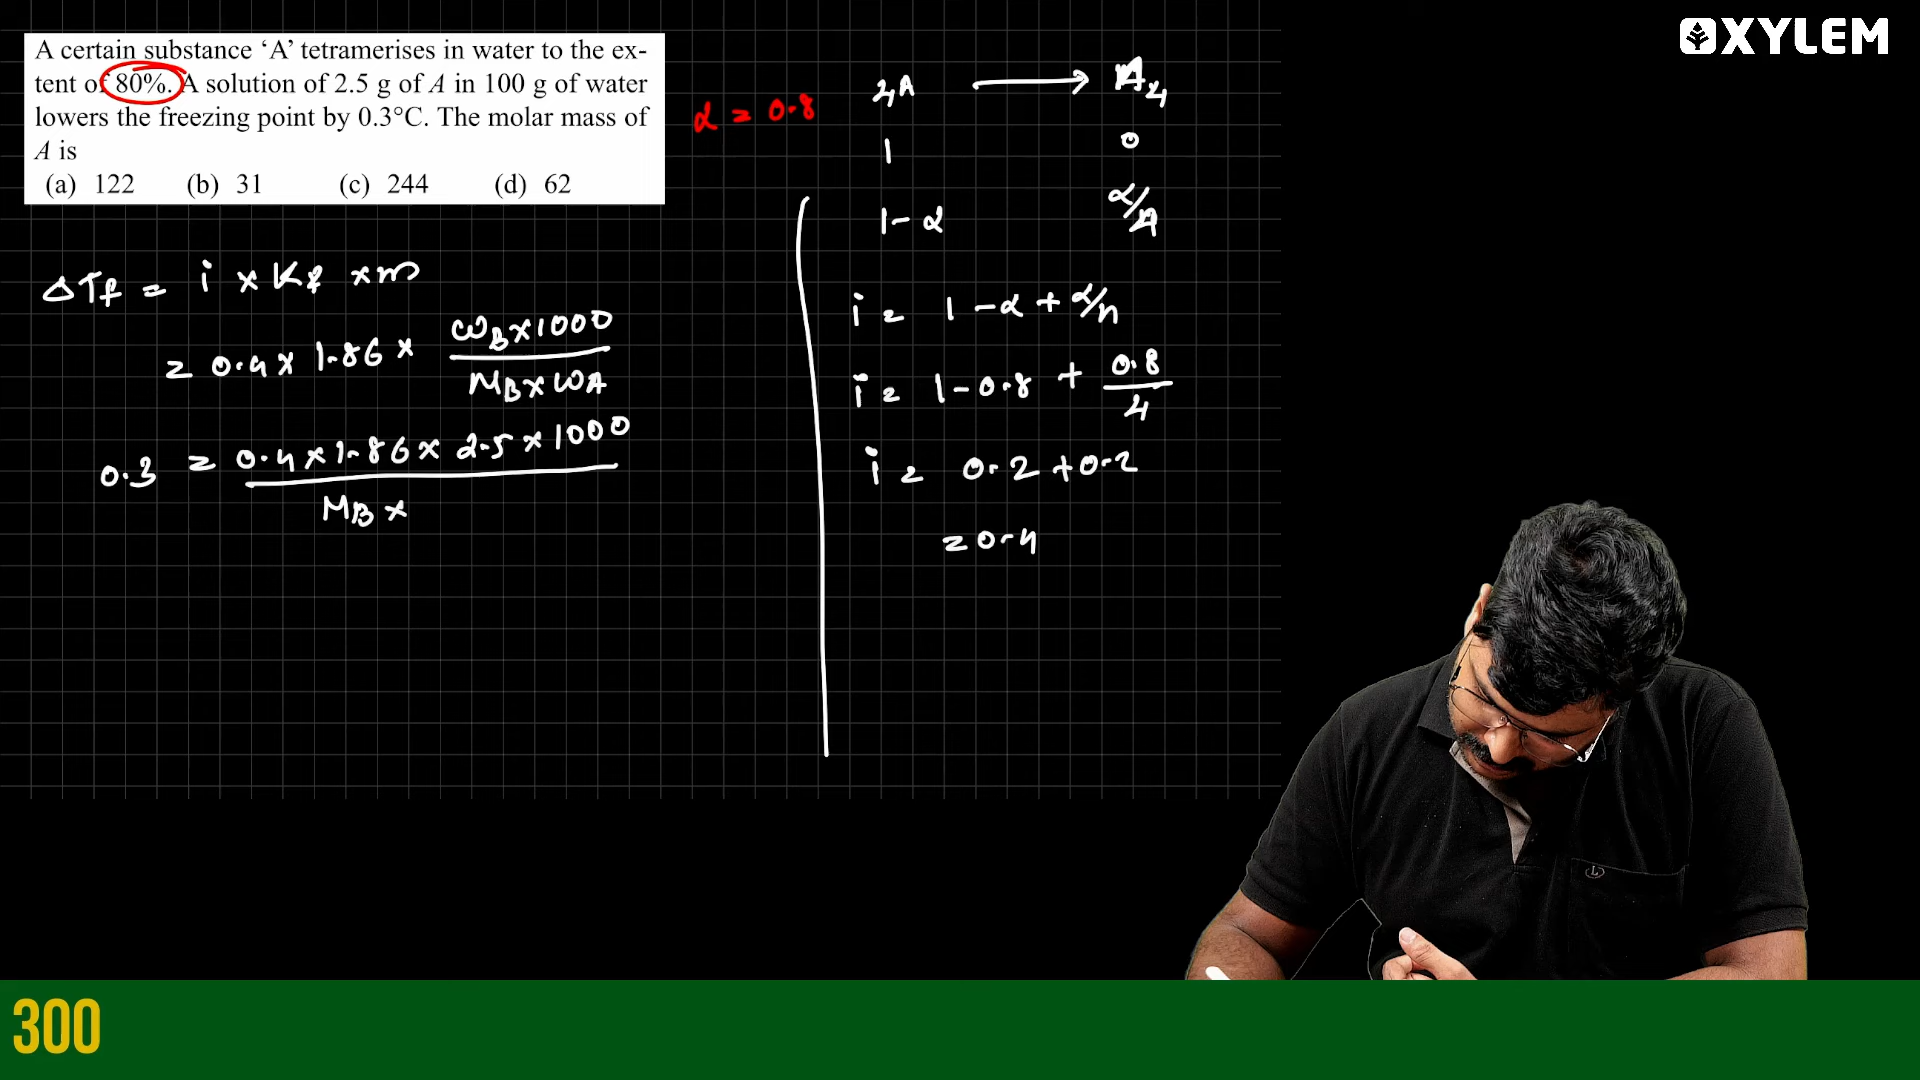 OXYLEM
A certain substance ‘A’ tetramerises in water to the ex-
tent of 80%. A solution of 2.5 g of A in 100 g of water
lowers the freezing point by 0.3°C. The molar mass of
A is
(a) 122 (b) 31 (c) 244 (d) 62
α = 0.8
4A ⟶ A₄
1 0
1-α α/4
ΔTf = i × Kf × m
= 0.4 × 1.86 × (ωB × 1000)/(MB × ωA)
0.3 = (0.4 × 1.86 × 2.5 × 1000)/(MB ×
i = 1 - α + α/n
i = 1 - 0.8 + 0.8/4
i = 0.2 + 0.2
= 0.4
300